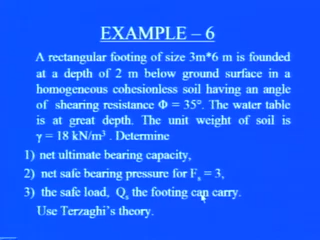 EXAMPLE – 6
A rectangular footing of size 3m*6 m is founded
at a depth of 2 m below ground surface in a
homogeneous cohesionless soil having an angle
of shearing resistance Φ = 35°. The water table
is at great depth. The unit weight of soil is
γ = 18 kN/m³ . Determine
1) net ultimate bearing capacity,
2) net safe bearing pressure for Fₛ = 3,
3) the safe load, Qₛ the footing can carry.
Use Terzaghi's theory.